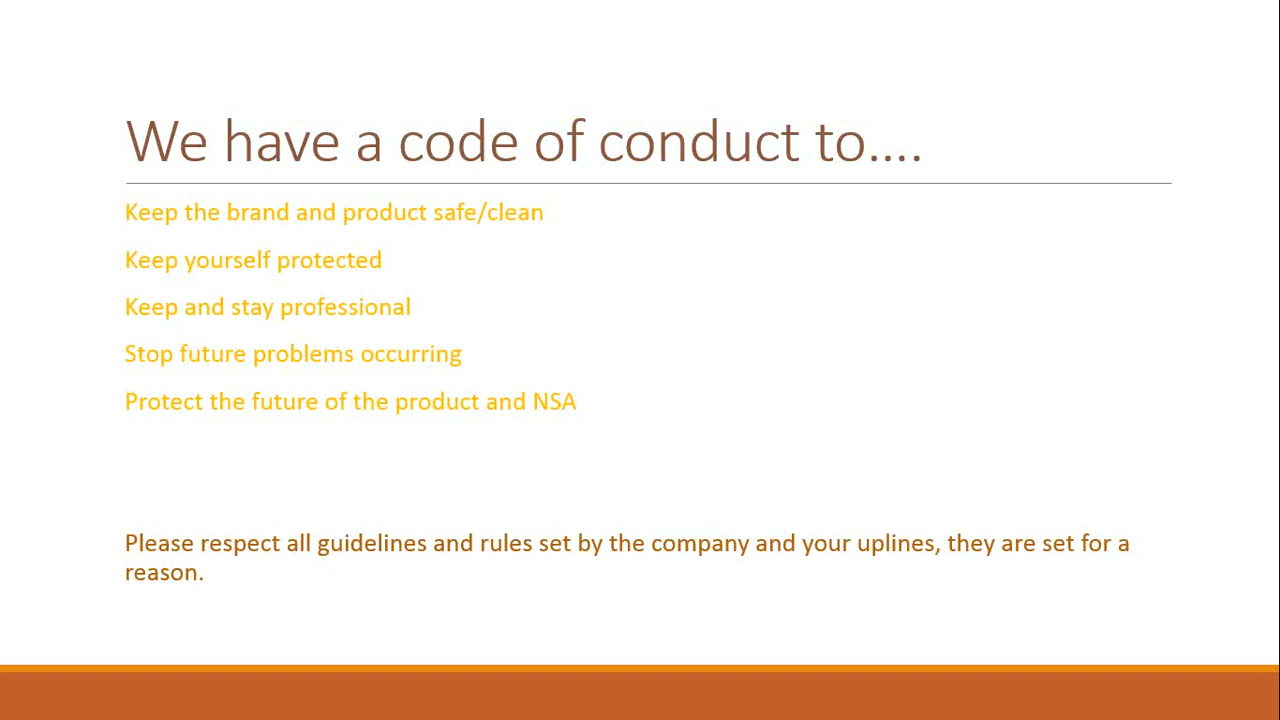 We have a code of conduct to….
Keep the brand and product safe/clean
Keep yourself protected
Keep and stay professional
Stop future problems occurring
Protect the future of the product and NSA
Please respect all guidelines and rules set by the company and your uplines, they are set for a
reason.